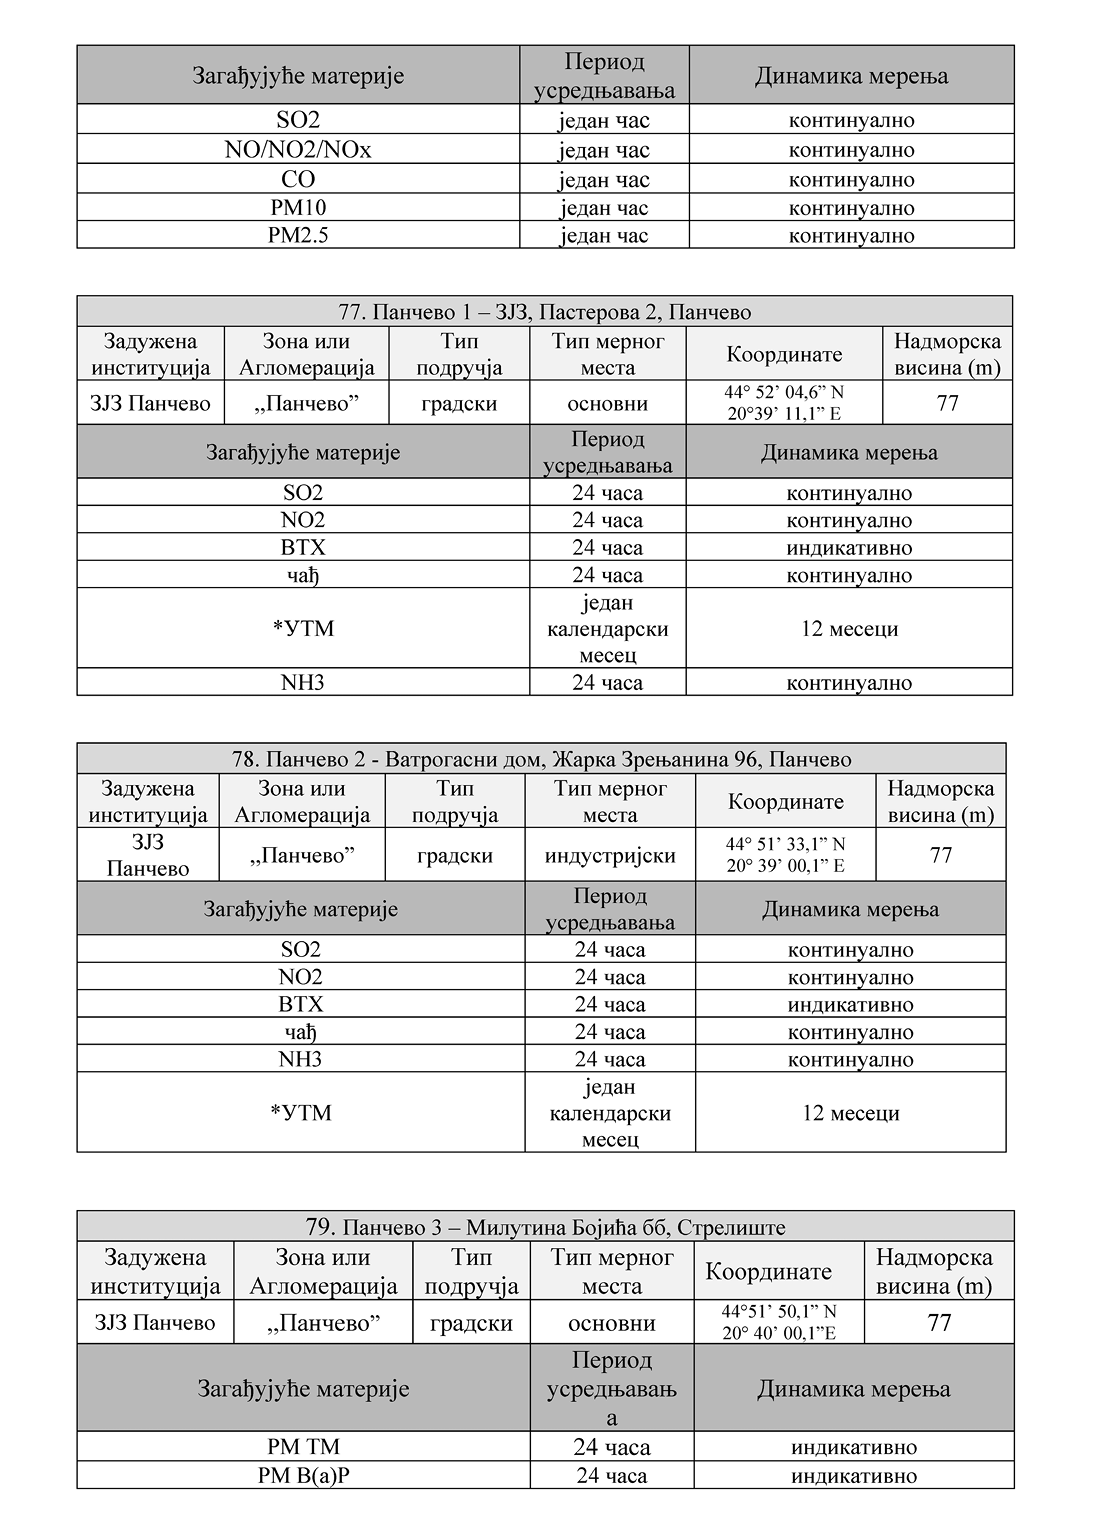 Загађујуће материје Период усредњавања Динамика мерења
SO2 један час континуално
NO/NO2/NOx један час континуално
CO један час континуално
PM10 један час континуално
PM2.5 један час континуално
77. Панчево 1 – ЗЈЗ, Пастерова 2, Панчево
Задужена институција Зона или Агломерација Тип подручја Тип мерног места Координате Надморска висина (m)
ЗЈЗ Панчево „Панчево” градски основни 44° 52’ 04,6” N 20°39’ 11,1” E 77
Загађујуће материје Период усредњавања Динамика мерења
SO2 24 часа континуално
NO2 24 часа континуално
BTX 24 часа индикативно
чађ 24 часа континуално
*УТМ један календарски месец 12 месеци
NH3 24 часа континуално
78. Панчево 2 - Ватрогасни дом, Жарка Зрењанина 96, Панчево
Задужена институција Зона или Агломерација Тип подручја Тип мерног места Координате Надморска висина (m)
ЗЈЗ Панчево „Панчево” градски индустријски 44° 51’ 33,1” N 20° 39’ 00,1” E 77
Загађујуће материје Период усредњавања Динамика мерења
SO2 24 часа континуално
NO2 24 часа континуално
BTX 24 часа индикативно
чађ 24 часа континуално
NH3 24 часа континуално
*УТМ један календарски месец 12 месеци
79. Панчево 3 – Милутина Бојића бб, Стрелиште
Задужена институција Зона или Агломерација Тип подручја Тип мерног места Координате Надморска висина (m)
ЗЈЗ Панчево „Панчево” градски основни 44°51’ 50,1” N 20° 40’ 00,1”E 77
Загађујуће материје Период усредњавања Динамика мерења
PM TM 24 часа индикативно
PM B(a)P 24 часа индикативно